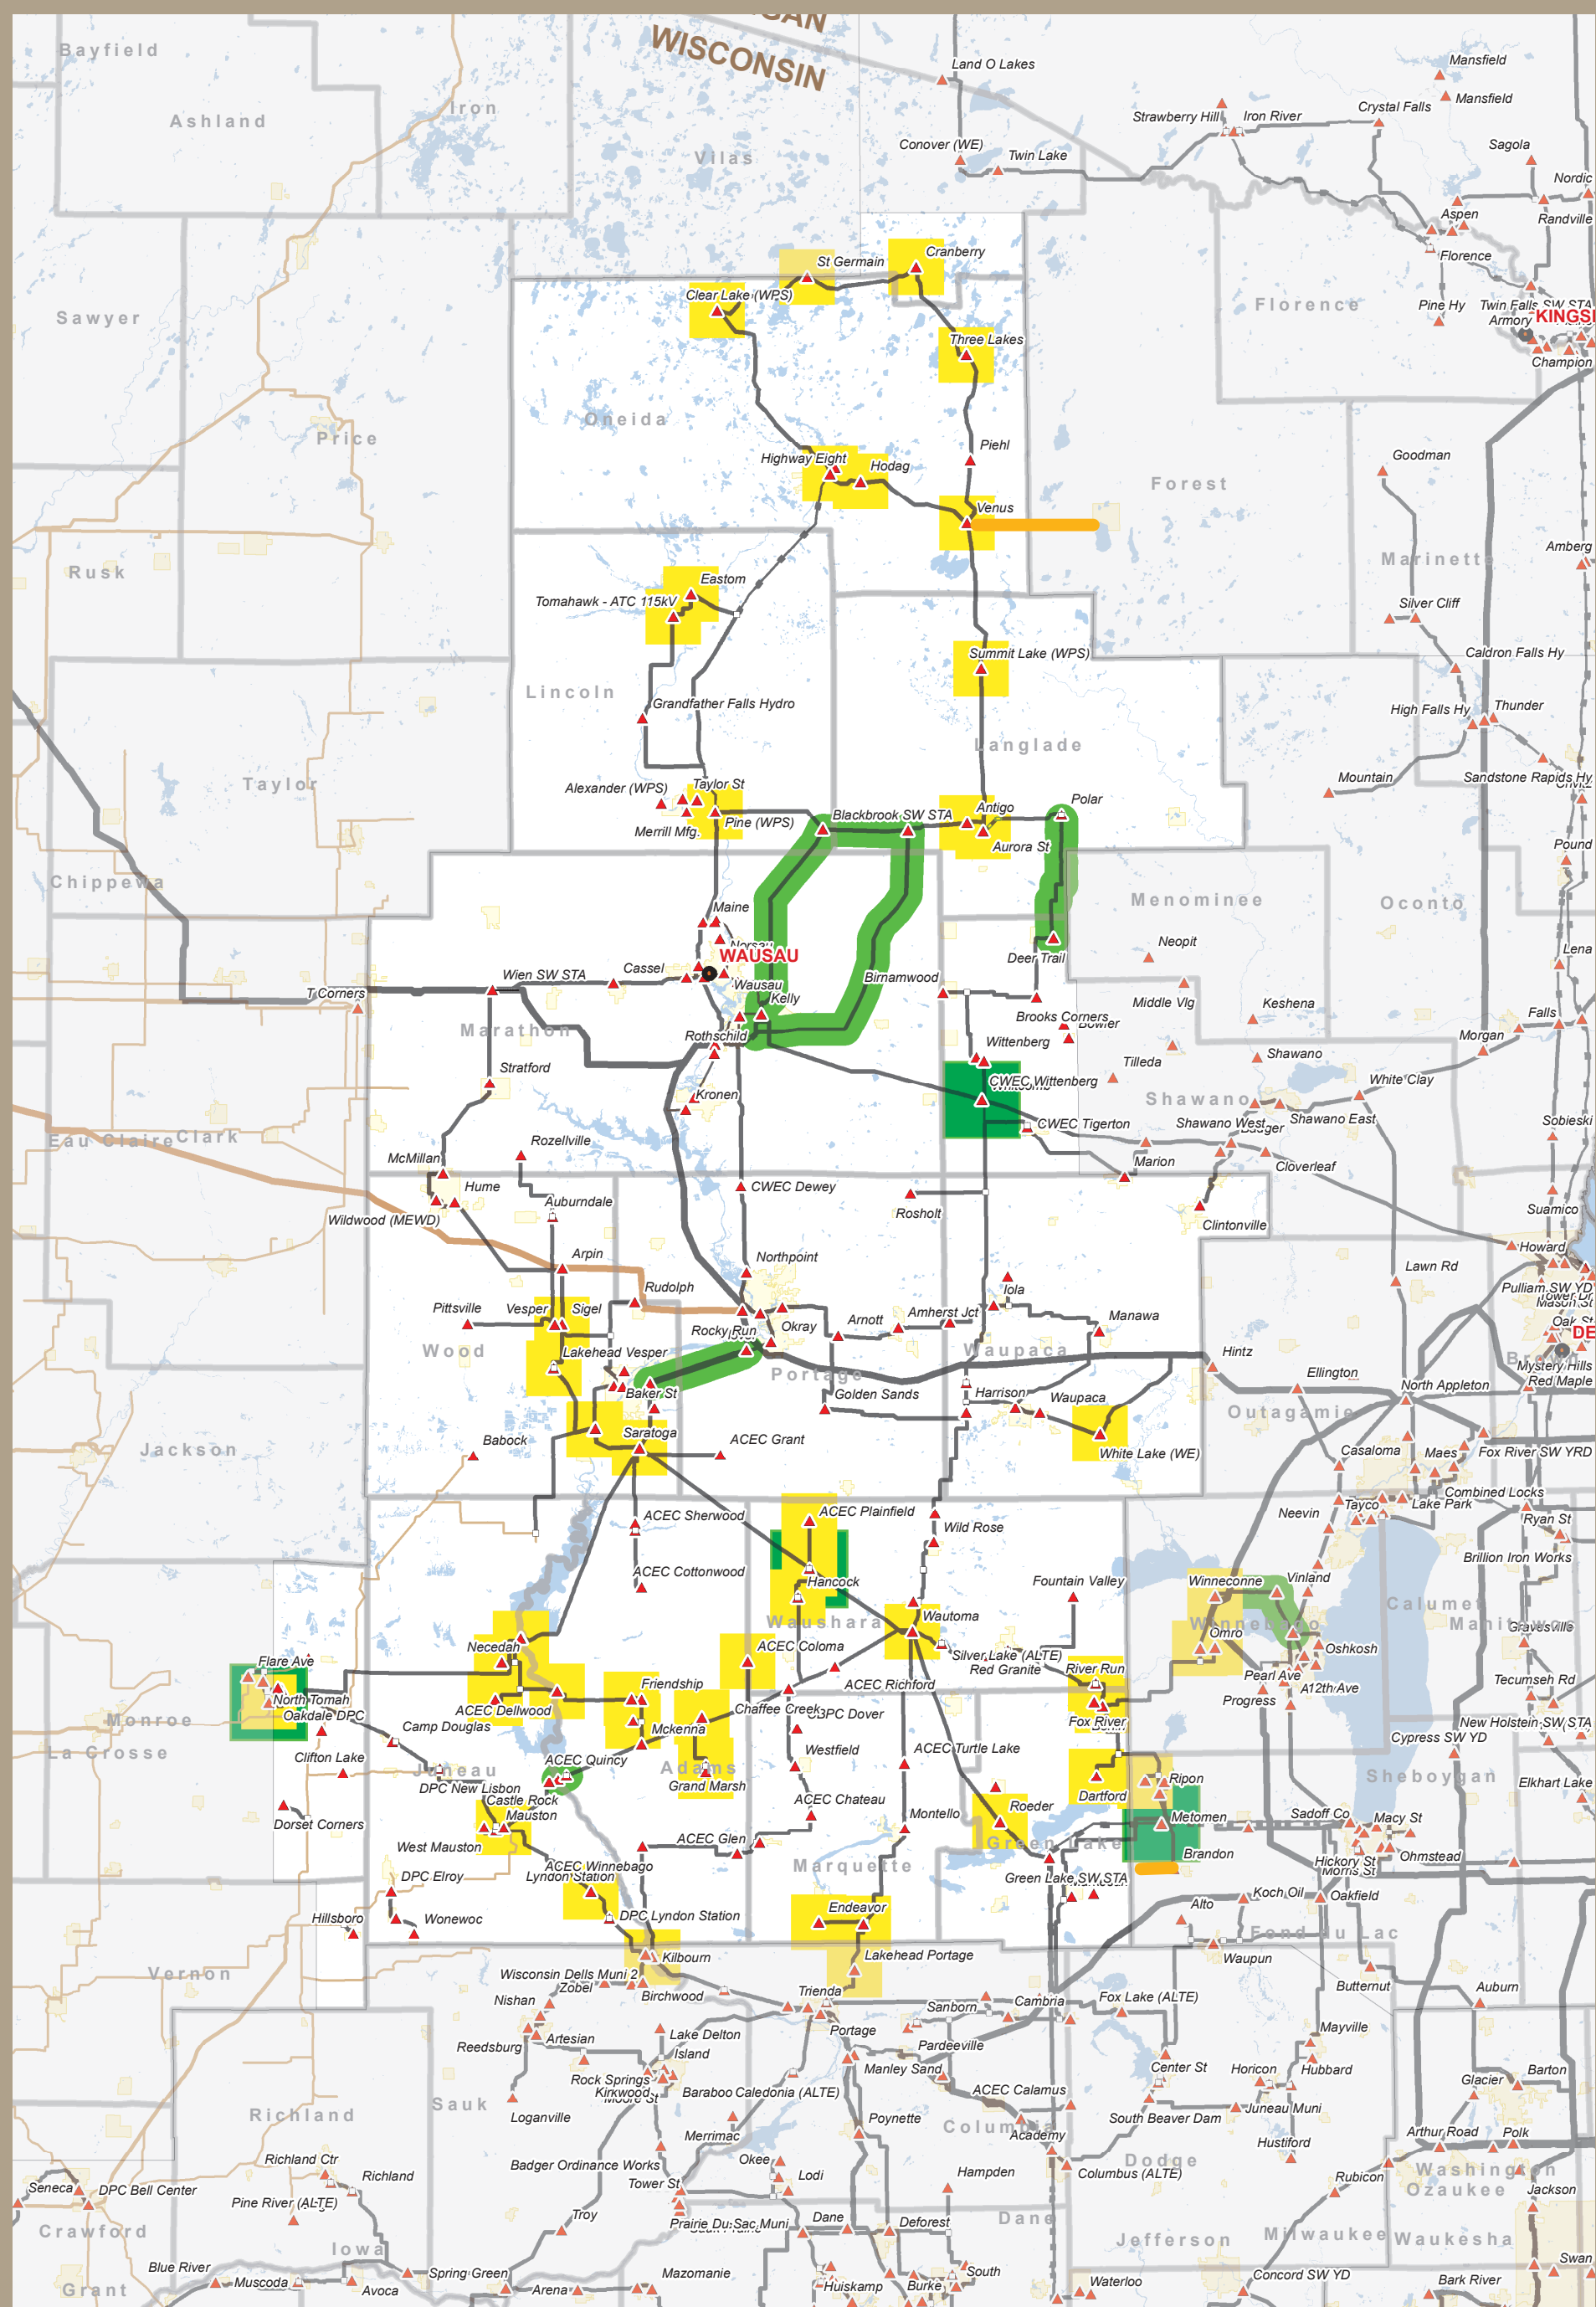 WISCONSIN
Bayfield
Land O Lakes
Mansfield
Mansfield
Ashland
Iron
Strawberry Hill
Iron River
Crystal Falls
Vilas
Conover (WE)
Twin Lake
Sagola
Nordic
Aspen
Randville
Florence
St Germain
Cranberry
Clear Lake (WPS)
Sawyer
Florence
Pine Hy
Twin Falls SW STA
Armory
Three Lakes
Champion
Oneida
Price
Piehl
Highway Eight
Hodag
Goodman
Forest
Venus
Rusk
Marinette
Amberg
Eastom
Tomahawk - ATC 115kV
Silver Cliff
Summit Lake (WPS)
Caldron Falls Hy
Lincoln
Grandfather Falls Hydro
High Falls Hy
Thunder
Langlade
Taylor
Alexander (WPS)
Taylor St
Mountain
Sandstone Rapids Hy
Merrill Mfg.
Pine (WPS)
Blackbrook SW STA
Antigo
Polar
Aurora St
Pound
Chippewa
Menominee
Oconto
Maine
WAUSAU
Neopit
Lena
Wien SW STA
Cassel
Deer Trail
T Corners
Wausau
Kelly
Birnamwood
Middle Vlg
Keshena
Marathon
Rothschild
Brooks Corners
Bowler
Falls
Wittenberg
Morgan
Stratford
Tilleda
Shawano
Kronen
CWEC Wittenberg
White Clay
Shawano
Eau Claire
Clark
Rozellville
CWEC Tigerton
Shawano West
Shawano East
Sobieski
McMillan
Marion
Cloverleaf
Hume
CWEC Dewey
Auburndale
Rosholt
Wildwood (MEWD)
Clintonville
Suamico
Arpin
Northpoint
Howard
Lawn Rd
Rudolph
Iola
Pulliam SW YD
Pittsville
Vesper
Sigel
Amherst Jct
Manawa
Rocky Run
Okray
Arnott
Wood
Lakehead Vesper
Portage
Waupaca
Hintz
Ellington
Mystery Hills
Red Maple
Baker St
Golden Sands
Harrison
Waupaca
North Appleton
Outagamie
Saratoga
ACEC Grant
Jackson
Babock
White Lake (WE)
Casaloma
Maes
Fox River SW YRD
ACEC Sherwood
ACEC Plainfield
Wild Rose
Combined Locks
Neevin
Tayco
Lake Park
Ryan St
ACEC Cottonwood
Hancock
Fountain Valley
Brillion Iron Works
Winneconne
Vinland
Waushara
Wautoma
Calumet
Winnebago
Manitowoc
Omro
Necedah
ACEC Coloma
Silver Lake (ALTE)
Red Granite
Oshkosh
Gravesville
Flare Ave
ACEC Richford
River Run
Pearl Ave
Tecumseh Rd
North Tomah
Oakdale DPC
ACEC Dellwood
Friendship
Progress
A12th Ave
Monroe
Camp Douglas
Mckenna
Chaffee Creek
Fox River
New Holstein SW (STA)
La Crosse
Clifton Lake
ACEC Quincy
Westfield
ACEC Turtle Lake
Cypress SW YD
Juneau
Adams
Grand Marsh
Sheboygan
DPC New Lisbon
Ripon
Elkhart Lake
Castle Rock
Mauston
ACEC Chateau
Dartford
Roeder
Metomen
Dorset Corners
Montello
Sadoff Co
Macy St
West Mauston
ACEC Glen
Green Lake
Brandon
Ohmstead
Hickory St
ACEC Winnebago
Marquette
Lyndon Station
Green Lake SW STA
DPC Elroy
Koch Oil
Oakfield
Hillsboro
Wonewoc
DPC Lyndon Station
Endeavor
Alto
Fond du Lac
Kilbourn
Lakehead Portage
Waupun
Vernon
Wisconsin Dells Muni 2
Zobel
Birchwood
Trienda
Butternut
Auburn
Nishan
Sanborn
Cambria
Fox Lake (ALTE)
Artesian
Lake Delton
Portage
Mayville
Reedsburg
Island
Pardeeville
Center St
Horicon
Hubbard
Barton
Rock Springs
Manley Sand
Kirkwood
Baraboo
Caledonia (ALTE)
ACEC Calamus
Glacier
Richland
Sauk
Loganville
South Beaver Dam
Juneau Muni
Poynette
Columbia
Merrimac
Academy
Arthur Road
Polk
Hustiford
Richland Ctr
Richland
Badger Ordinance Works
Okee
Lodi
Dodge
Columbus (ALTE)
Rubicon
Washington
Seneca
DPC Bell Center
Tower St
Hampden
Ozaukee
Jackson
Pine River (ALTE)
Troy
Prairie Du Sac Muni
Dane
Deforest
Dane
Crawford
Iowa
Jefferson
Milwaukee
Waukesha
Blue River
Muscoda
Spring Green
Mazomanie
South
Concord SW YD
Swan
Grant
Avoca
Arena
Huiskamp
Burke
Waterloo
Bark River